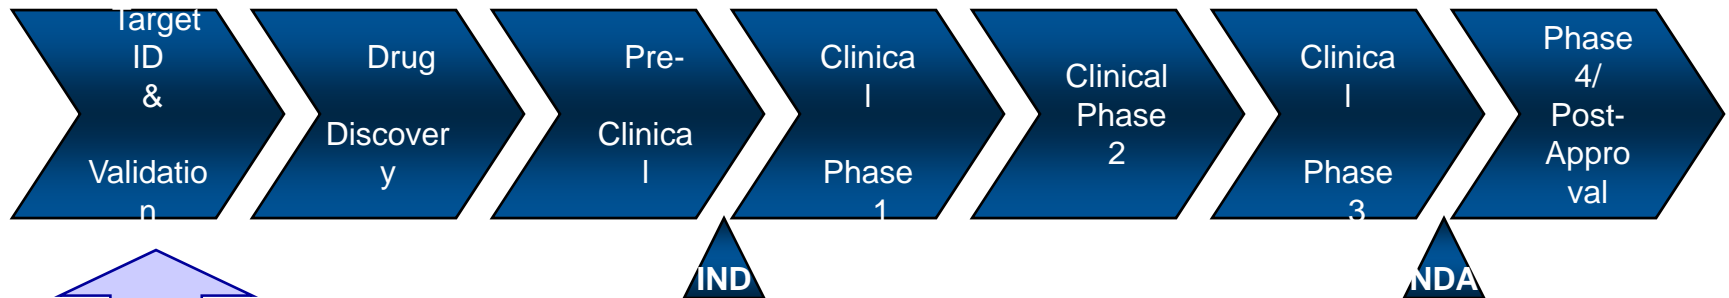 Target
ID
&
Validatio
n
Drug
Discover
y
Pre-
Clinica
l
Clinica
l
Phase
1
Clinical
Phase
2
Clinica
l
Phase
3
Phase
4/
Post-
Appro
val
IND
NDA